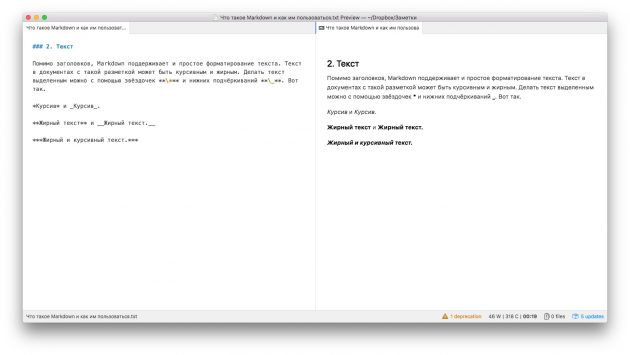 Что такое Markdown и как им пользоваться.txt Preview — ~/Dropbox/Заметки
Что такое Markdown и как им пользоват...
Что такое Markdown и как им пользова
### 2. Текст
Помимо заголовков, Markdown поддерживает и простое форматирование текста. Текст
в документах с такой разметкой может быть курсивным и жирным. Делать текст
выделенным можно с помощью звёздочек **\*** и нижних подчёркиваний **\_**. Вот
так.
*Курсив* и _Курсив_.
**Жирный текст** и __Жирный текст.__
***Жирный и курсивный текст.***
2. Текст
Помимо заголовков, Markdown поддерживает и простое форматирование текста. Текст в
документах с такой разметкой может быть курсивным и жирным. Делать текст выделенным
можно с помощью звёздочек * и нижних подчёркиваний _. Вот так.
Курсив и Курсив.
Жирный текст и Жирный текст.
Жирный и курсивный текст.
Что такое Markdown и как им пользоваться.txt
1 deprecation 46 W | 318 C | 00:19 0 files 5 updates